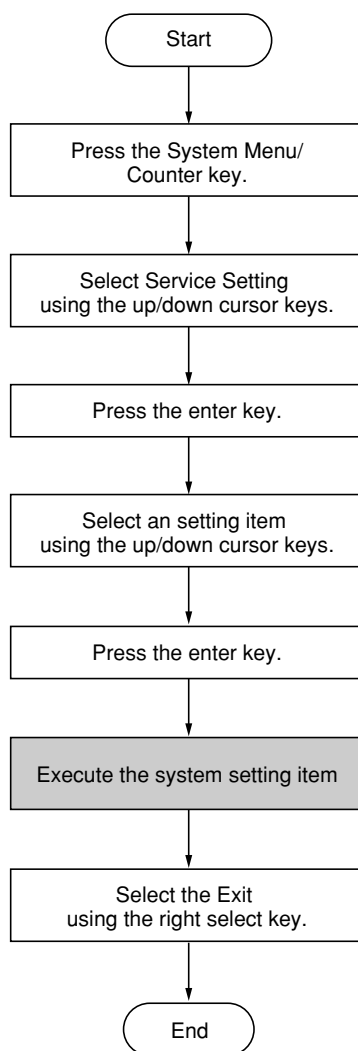 Start
Press the System Menu/
Counter key.
Select Service Setting
using the up/down cursor keys.
Press the enter key.
Select an setting item
using the up/down cursor keys.
Press the enter key.
Execute the system setting item
Select the Exit
using the right select key.
End